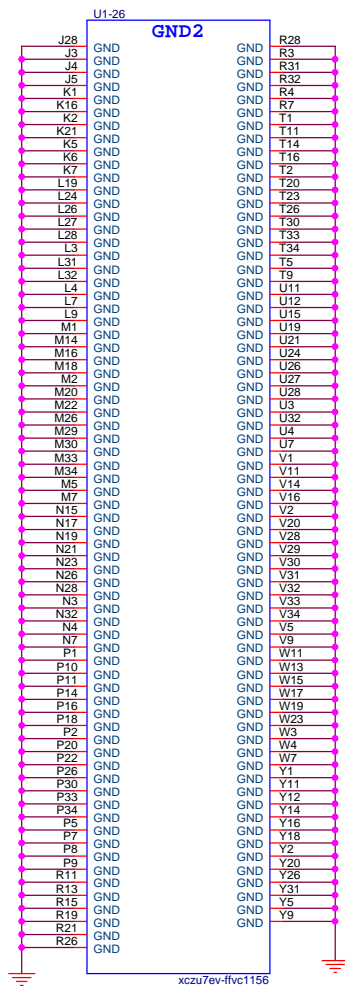 U1-26
GND2
J28 GND GND R28
J3 GND GND R3
J4 GND GND R31
J5 GND GND R32
K1 GND GND R4
K16 GND GND R7
K2 GND GND T1
K21 GND GND T11
K5 GND GND T14
K6 GND GND T16
K7 GND GND T2
L19 GND GND T20
L24 GND GND T23
L26 GND GND T26
L27 GND GND T30
L28 GND GND T33
L3 GND GND T34
L31 GND GND T5
L32 GND GND T9
L4 GND GND U11
L7 GND GND U12
L9 GND GND U15
M1 GND GND U19
M14 GND GND U21
M16 GND GND U24
M18 GND GND U26
M2 GND GND U27
M20 GND GND U28
M22 GND GND U3
M26 GND GND U32
M29 GND GND U4
M30 GND GND U7
M33 GND GND V1
M34 GND GND V11
M5 GND GND V14
M7 GND GND V16
N15 GND GND V2
N17 GND GND V20
N19 GND GND V28
N21 GND GND V29
N23 GND GND V30
N26 GND GND V31
N28 GND GND V32
N3 GND GND V33
N32 GND GND V34
N4 GND GND V5
N7 GND GND V9
P1 GND GND W11
P10 GND GND W13
P11 GND GND W15
P14 GND GND W17
P16 GND GND W19
P18 GND GND W23
P2 GND GND W3
P20 GND GND W4
P22 GND GND W7
P26 GND GND Y1
P30 GND GND Y11
P33 GND GND Y12
P34 GND GND Y14
P5 GND GND Y16
P7 GND GND Y18
P8 GND GND Y2
P9 GND GND Y20
R11 GND GND Y26
R13 GND GND Y31
R15 GND GND Y5
R19 GND GND Y9
R21 GND
R26 GND
xczu7ev-ffvc1156